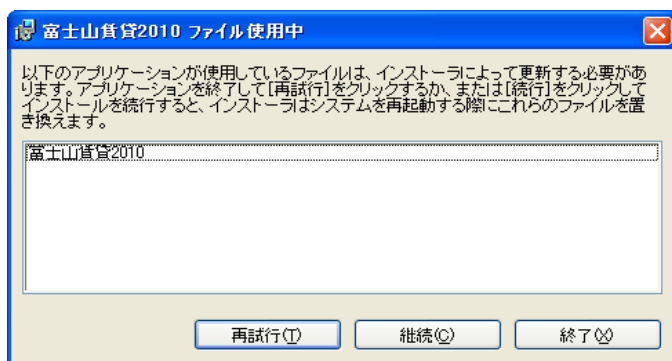 富士山賃貸2010 ファイル使用中
以下のアプリケーションが使用しているファイルは、インストーラによって更新する必要があ
ります。アプリケーションを終了して[再試行]をクリックするか、または[続行]をクリックして
インストールを続行すると、インストーラはシステムを再起動する際にこれらのファイルを置
き換えます。
富士山賃貸2010
再試行(T) 継続(C) 終了(X)